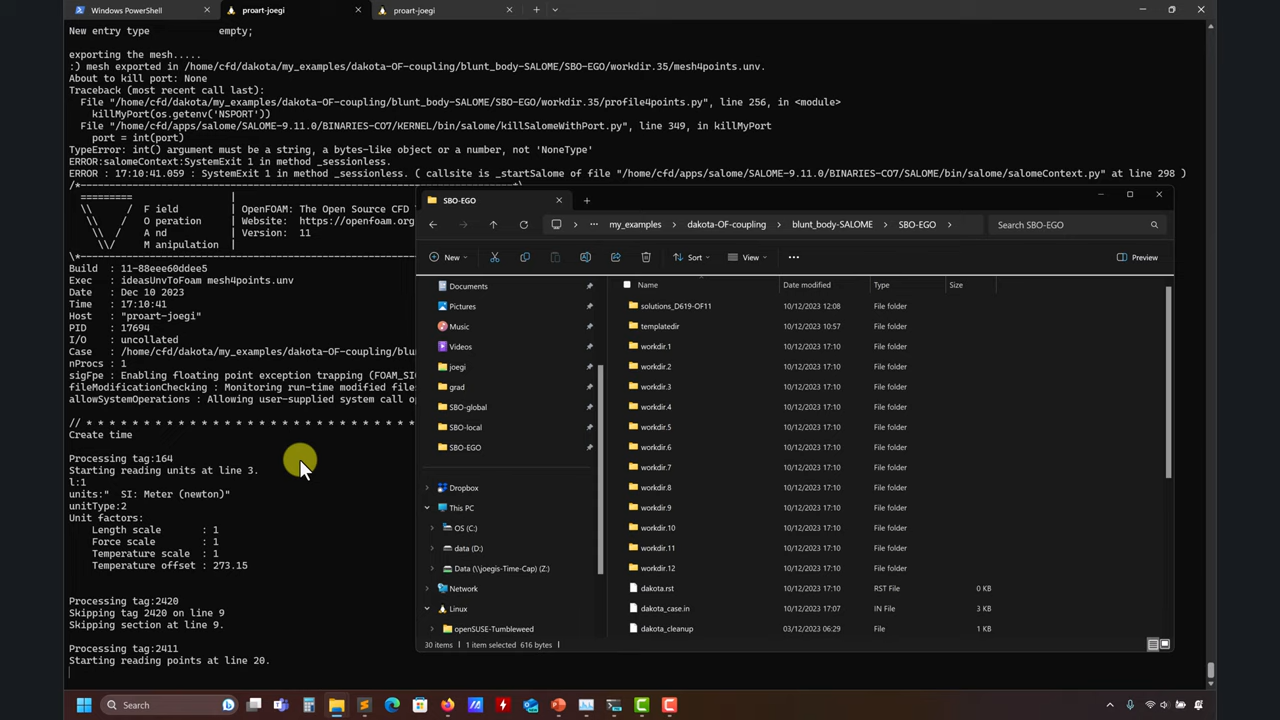 Windows PowerShell
proart-joegi
proart-joegi
New entry type empty;
exporting the mesh.....
:) mesh exported in /home/cfd/dakota/my_examples/dakota-OF-coupling/blunt_body-SALOME/SBO-EGO/workdir.35/mesh4points.unv.
About to kill port: None
Traceback (most recent call last):
File "/home/cfd/dakota/my_examples/dakota-OF-coupling/blunt_body-SALOME/SBO-EGO/workdir.35/profile4points.py", line 256, in <module>
killMyPort(os.getenv('NSPORT'))
File "/home/cfd/apps/salome/SALOME-9.11.0/BINARIES-CO7/KERNEL/bin/salome/killSalomeWithPort.py", line 349, in killMyPort
port = int(port)
TypeError: int() argument must be a string, a bytes-like object or a number, not 'NoneType'
ERROR:salomeContext:SystemExit 1 in method _sessionless.
ERROR : 17:10:41.059 : SystemExit 1 in method _sessionless. ( callsite is _startSalome of file "/home/cfd/apps/salome/SALOME-9.11.0/BINARIES-CO7/KERNEL/bin/salome/salomeContext.py" at line 298 )
/*---------------------------------------------------------------------------*\
========= |
\\ / F ield | OpenFOAM: The Open Source CFD
\\ / O peration | Website: https://openfoam.org
\\ / A nd | Version: 11
\\/ M anipulation |
\*---------------------------------------------------------------------------
Build : 11-88eee60ddee5
Exec : ideasUnvToFoam mesh4points.unv
Date : Dec 10 2023
Time : 17:10:41
Host : "proart-joegi"
PID : 17694
I/O : uncollated
Case : /home/cfd/dakota/my_examples/dakota-OF-coupling/blu
nProcs : 1
sigFpe : Enabling floating point exception trapping (FOAM_SI
fileModificationChecking : Monitoring run-time modified file
allowSystemOperations : Allowing user-supplied system call o
// * * * * * * * * * * * * * * * * * * * * * * * * * * * * *
Create time
Processing tag:164
Starting reading units at line 3.
l:1
units:" SI: Meter (newton)"
unitType:2
Unit factors:
Length scale : 1
Force scale : 1
Temperature scale : 1
Temperature offset : 273.15
Processing tag:2420
Skipping tag 2420 on line 9
Skipping section at line 9.
Processing tag:2411
Starting reading points at line 20.
SBO-EGO
my_examples > dakota-OF-coupling > blunt_body-SALOME > SBO-EGO >
Search SBO-EGO
New Sort View ... Preview
Documents
Pictures
Music
Videos
joegi
grad
SBO-global
SBO-local
SBO-EGO
Dropbox
This PC
OS (C:)
data (D:)
Data (\\joegis-Time-Cap) (Z:)
Network
Linux
openSUSE-Tumbleweed
Name Date modified Type Size
solutions_D619-OF11 10/12/2023 12:08 File folder
templatedir 10/12/2023 10:57 File folder
workdir.1 10/12/2023 17:10 File folder
workdir.2 10/12/2023 17:10 File folder
workdir.3 10/12/2023 17:10 File folder
workdir.4 10/12/2023 17:10 File folder
workdir.5 10/12/2023 17:10 File folder
workdir.6 10/12/2023 17:10 File folder
workdir.7 10/12/2023 17:10 File folder
workdir.8 10/12/2023 17:10 File folder
workdir.9 10/12/2023 17:10 File folder
workdir.10 10/12/2023 17:10 File folder
workdir.11 10/12/2023 17:10 File folder
workdir.12 10/12/2023 17:10 File folder
dakota.rst 10/12/2023 17:10 RST File 0 KB
dakota_case.in 10/12/2023 17:07 IN File 3 KB
dakota_cleanup 03/12/2023 06:29 File 1 KB
30 items 1 item selected 616 bytes
Search